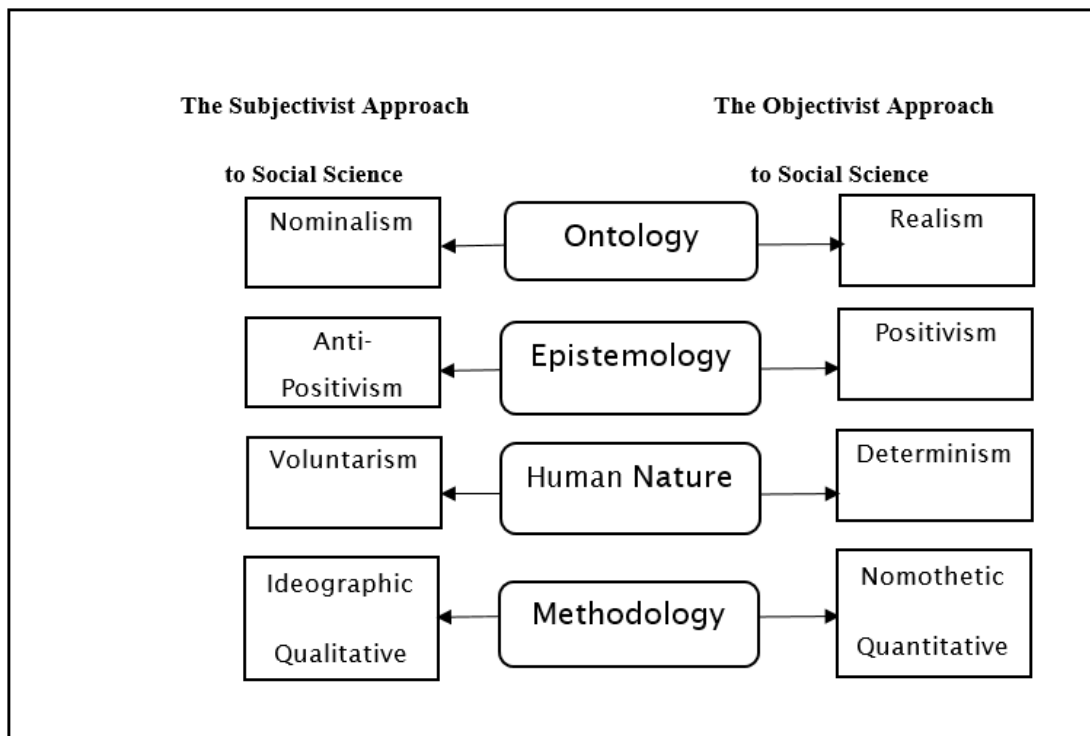 The Subjectivist Approach
to Social Science
The Objectivist Approach
to Social Science
Nominalism
Ontology
Realism
Anti-
Positivism
Epistemology
Positivism
Voluntarism
Human Nature
Determinism
Ideographic
Qualitative
Methodology
Nomothetic
Quantitative